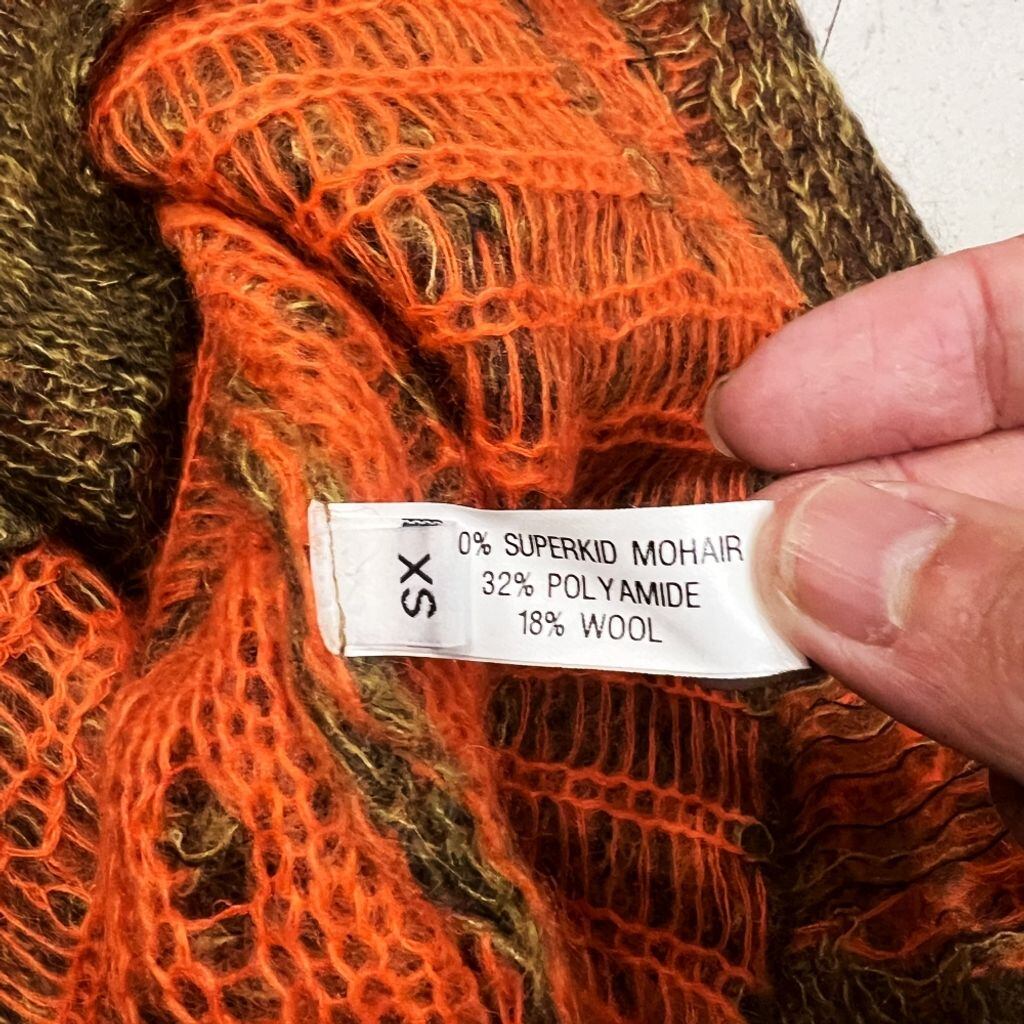 XS
0% SUPERKID MOHAIR
32% POLYAMIDE
18% WOOL